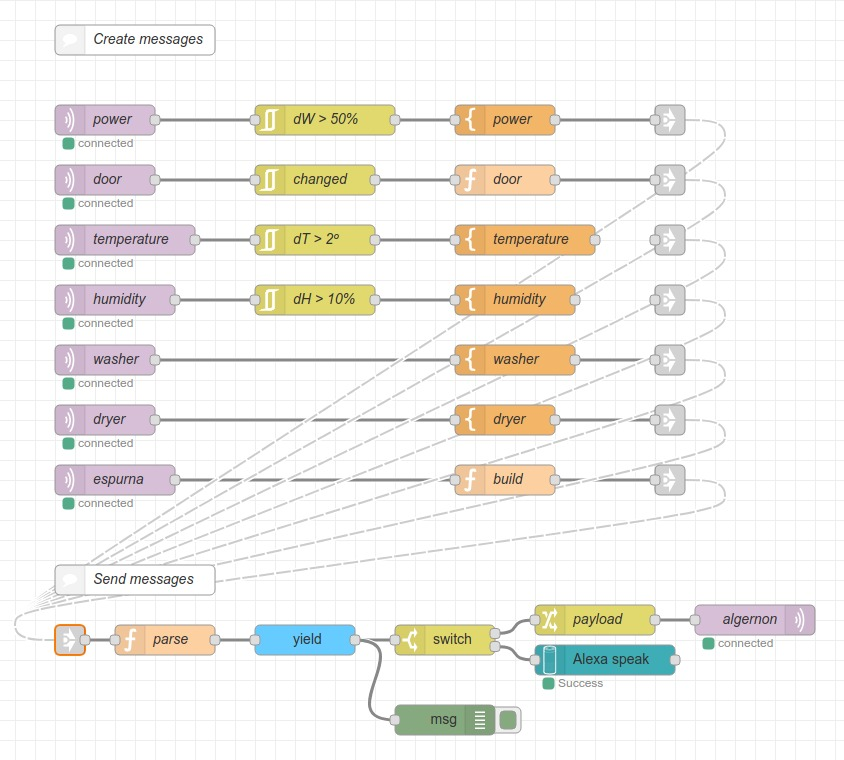 Create messages
power dW > 50% power
connected
door changed door
connected
temperature dT > 2º temperature
connected
humidity dH > 10% humidity
connected
washer washer
connected
dryer dryer
connected
espurna build
connected
Send messages
payload algernon
parse yield switch
connected
Alexa speak
Success
msg